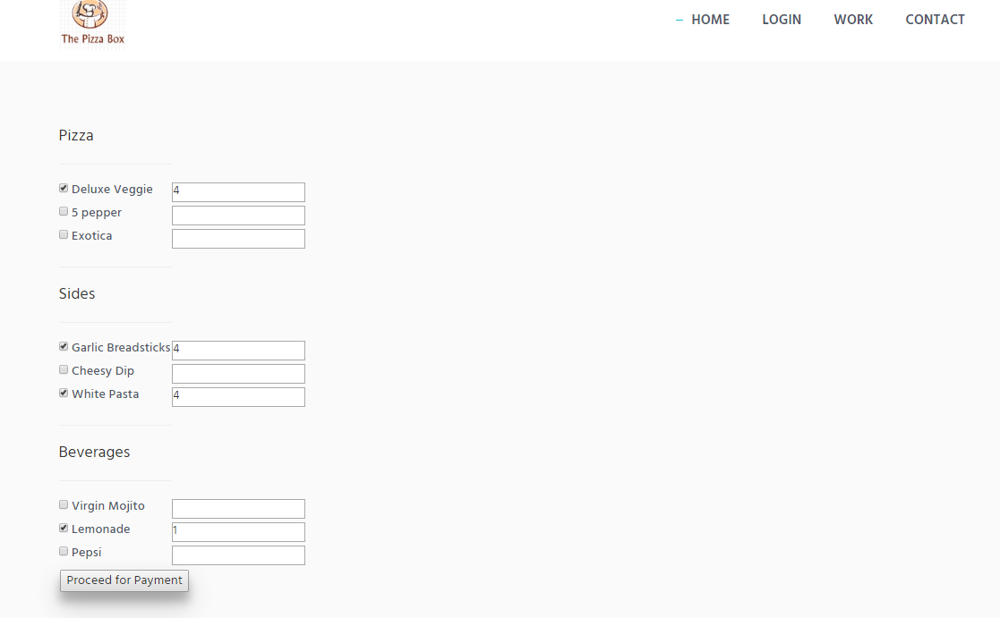 The Pizza Box
– HOME LOGIN WORK CONTACT
Pizza
Deluxe Veggie 4
5 pepper
Exotica
Sides
Garlic Breadsticks 4
Cheesy Dip
White Pasta 4
Beverages
Virgin Mojito
Lemonade 1
Pepsi
Proceed for Payment